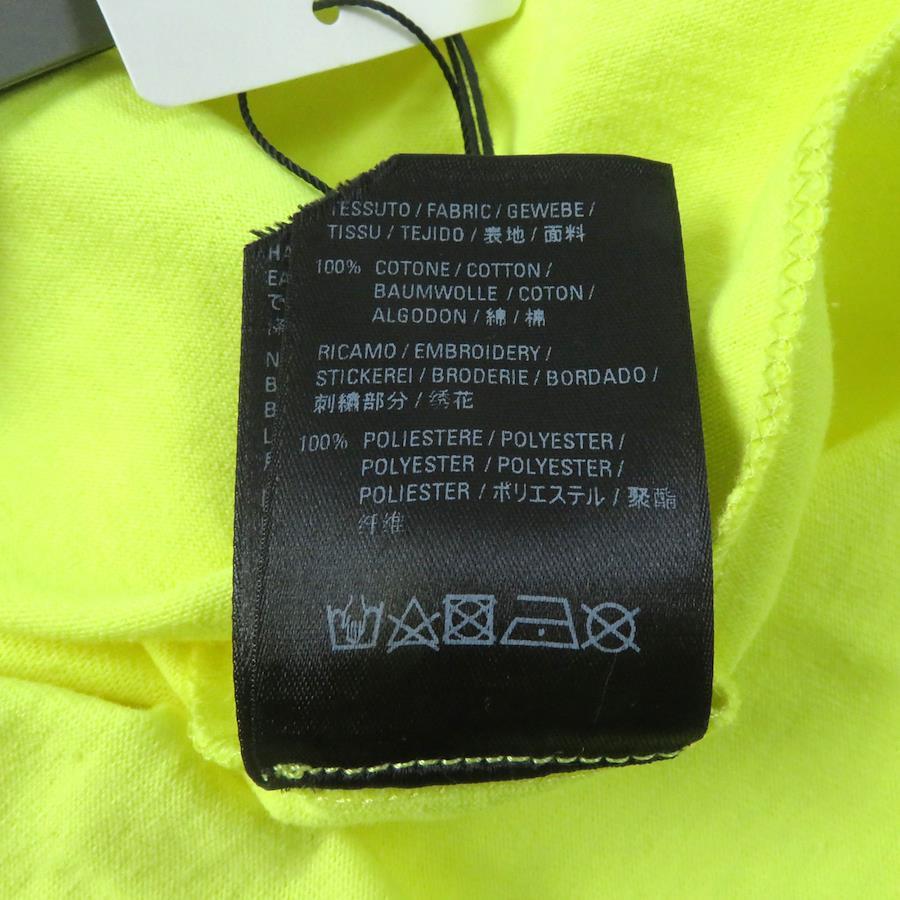 TESSUTO / FABRIC / GEWEBE /
TISSU / TEJIDO / 表地 / 面料
100% COTONE / COTTON /
BAUMWOLLE / COTON /
ALGODON / 綿 / 棉
RICAMO / EMBROIDERY /
STICKEREI / BRODERIE / BORDADO /
刺繍部分 / 绣花
100% POLIESTERE / POLYESTER /
POLYESTER / POLYESTER /
POLIESTER / ポリエステル / 聚酯
纤维